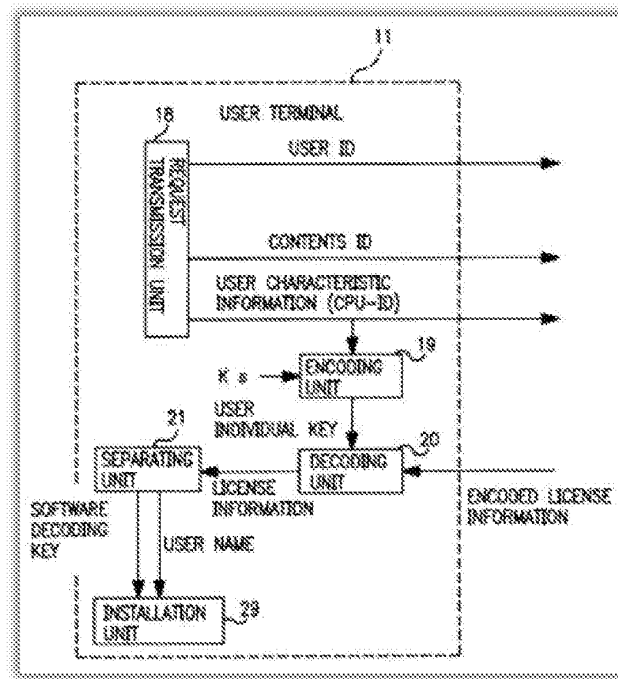 11
USER TERMINAL
18
REQUEST
TRANSMISSION UNIT
USER ID
CONTENTS ID
USER CHARACTERISTIC
INFORMATION (CPU-ID)
19
ENCODING
UNIT
K s
USER
INDIVIDUAL KEY
20
DECODING
UNIT
21
SEPARATING
UNIT
LICENSE
INFORMATION
ENCODED LICENSE
INFORMATION
SOFTWARE
DECODING
KEY
USER NAME
INSTALLATION
UNIT
23